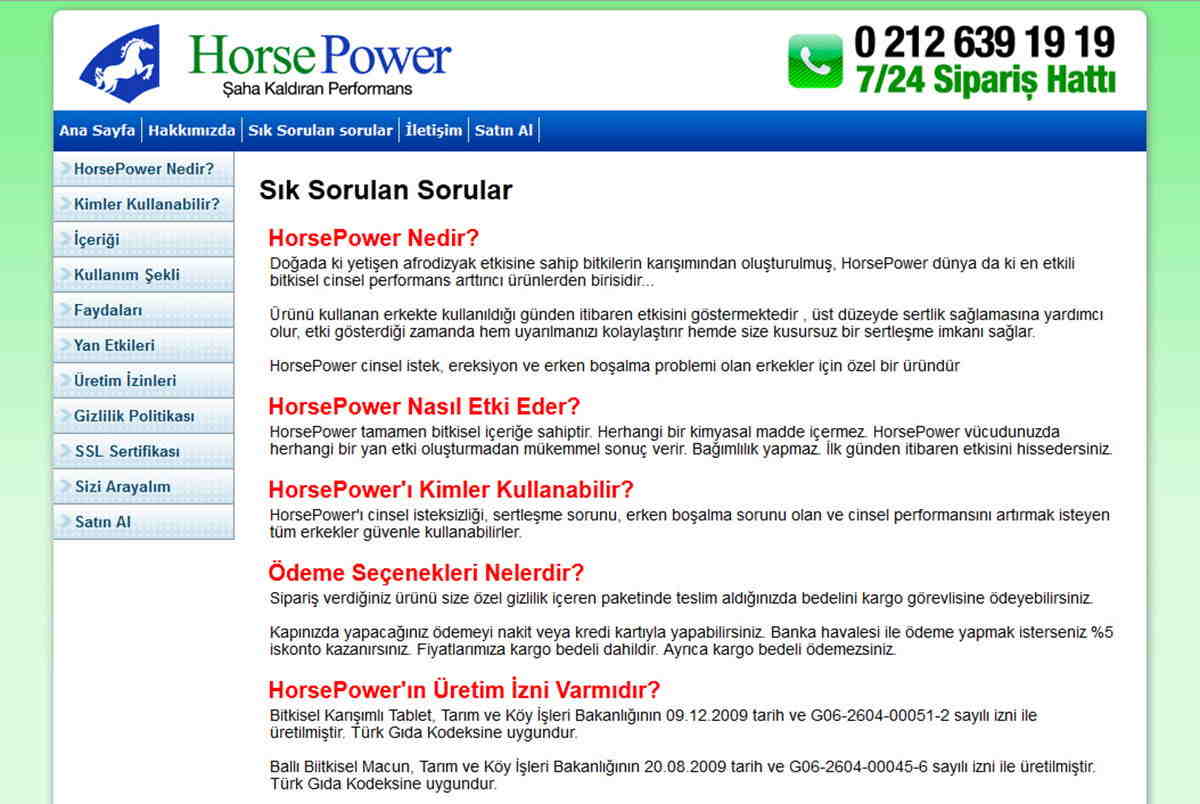 HorsePower
Şaha Kaldıran Performans
0 212 639 19 19
7/24 Sipariş Hattı
Ana Sayfa
Hakkımızda
Sık Sorulan sorular
İletişim
Satın Al
HorsePower Nedir?
Kimler Kullanabilir?
İçeriği
Kullanım Şekli
Faydaları
Yan Etkileri
Üretim İzinleri
Gizlilik Politikası
SSL Sertifikası
Sizi Arayalım
Satın Al
Sık Sorulan Sorular
HorsePower Nedir?
Doğada ki yetişen afrodizyak etkisine sahip bitkilerin karışımından oluşturulmuş, HorsePower dünya da ki en etkili
bitkisel cinsel performans arttırıcı ürünlerden birisidir...
Ürünü kullanan erkekte kullanıldığı günden itibaren etkisini göstermektedir , üst düzeyde sertlik sağlamasına yardımcı
olur, etki gösterdiği zamanda hem uyarılmanızı kolaylaştırır hemde size kusursuz bir sertleşme imkanı sağlar.
HorsePower cinsel istek, ereksiyon ve erken boşalma problemi olan erkekler için özel bir üründür
HorsePower Nasıl Etki Eder?
HorsePower tamamen bitkisel içeriğe sahiptir. Herhangi bir kimyasal madde içermez. HorsePower vücudunuzda
herhangi bir yan etki oluşturmadan mükemmel sonuç verir. Bağımlılık yapmaz. İlk günden itibaren etkisini hissedersiniz.
HorsePower'ı Kimler Kullanabilir?
HorsePower'ı cinsel isteksizliği, sertleşme sorunu, erken boşalma sorunu olan ve cinsel performansını artırmak isteyen
tüm erkekler güvenle kullanabilirler.
Ödeme Seçenekleri Nelerdir?
Sipariş verdiğiniz ürünü size özel gizlilik içeren paketinde teslim aldığınızda bedelini kargo görevlisine ödeyebilirsiniz.
Kapınızda yapacağınız ödemeyi nakit veya kredi kartıyla yapabilirsiniz. Banka havalesi ile ödeme yapmak isterseniz %5
iskonto kazanırsınız. Fiyatlarımıza kargo bedeli dahildir. Ayrıca kargo bedeli ödemezsiniz.
HorsePower'ın Üretim İzni Varmıdır?
Bitkisel Karışımlı Tablet, Tarım ve Köy İşleri Bakanlığının 09.12.2009 tarih ve G06-2604-00051-2 sayılı izni ile
üretilmiştir. Türk Gıda Kodeksine uygundur.
Ballı Biitkisel Macun, Tarım ve Köy İşleri Bakanlığının 20.08.2009 tarih ve G06-2604-00045-6 sayılı izni ile üretilmiştir.
Türk Gıda Kodeksine uygundur.